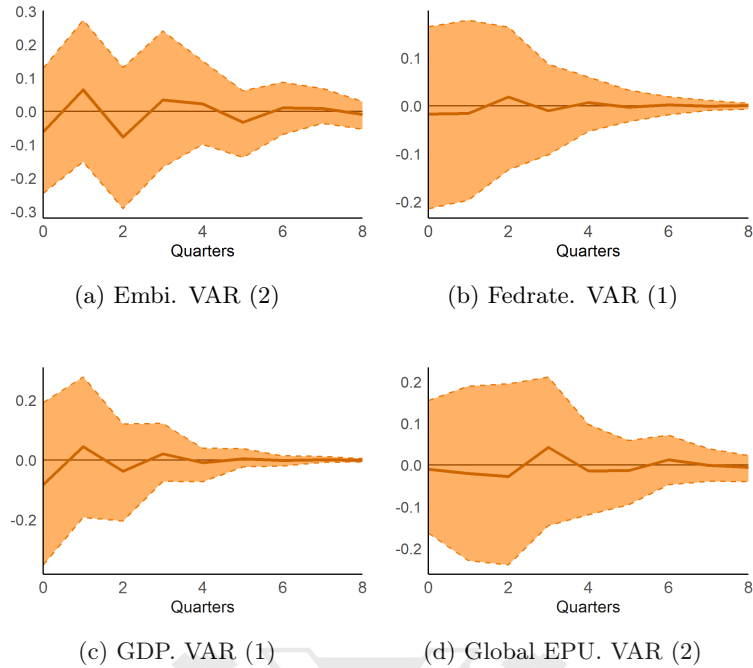 0.3
0.2
0.1
0.0
-0.1
-0.2
-0.3
0 2 4 6 8
Quarters
(a) Embi. VAR (2)
0.1
0.0
-0.1
-0.2
0 2 4 6 8
Quarters
(b) Fedrate. VAR (1)
0.2
0.0
-0.2
0 2 4 6 8
Quarters
(c) GDP. VAR (1)
0.2
0.1
0.0
-0.1
-0.2
0 2 4 6 8
Quarters
(d) Global EPU. VAR (2)